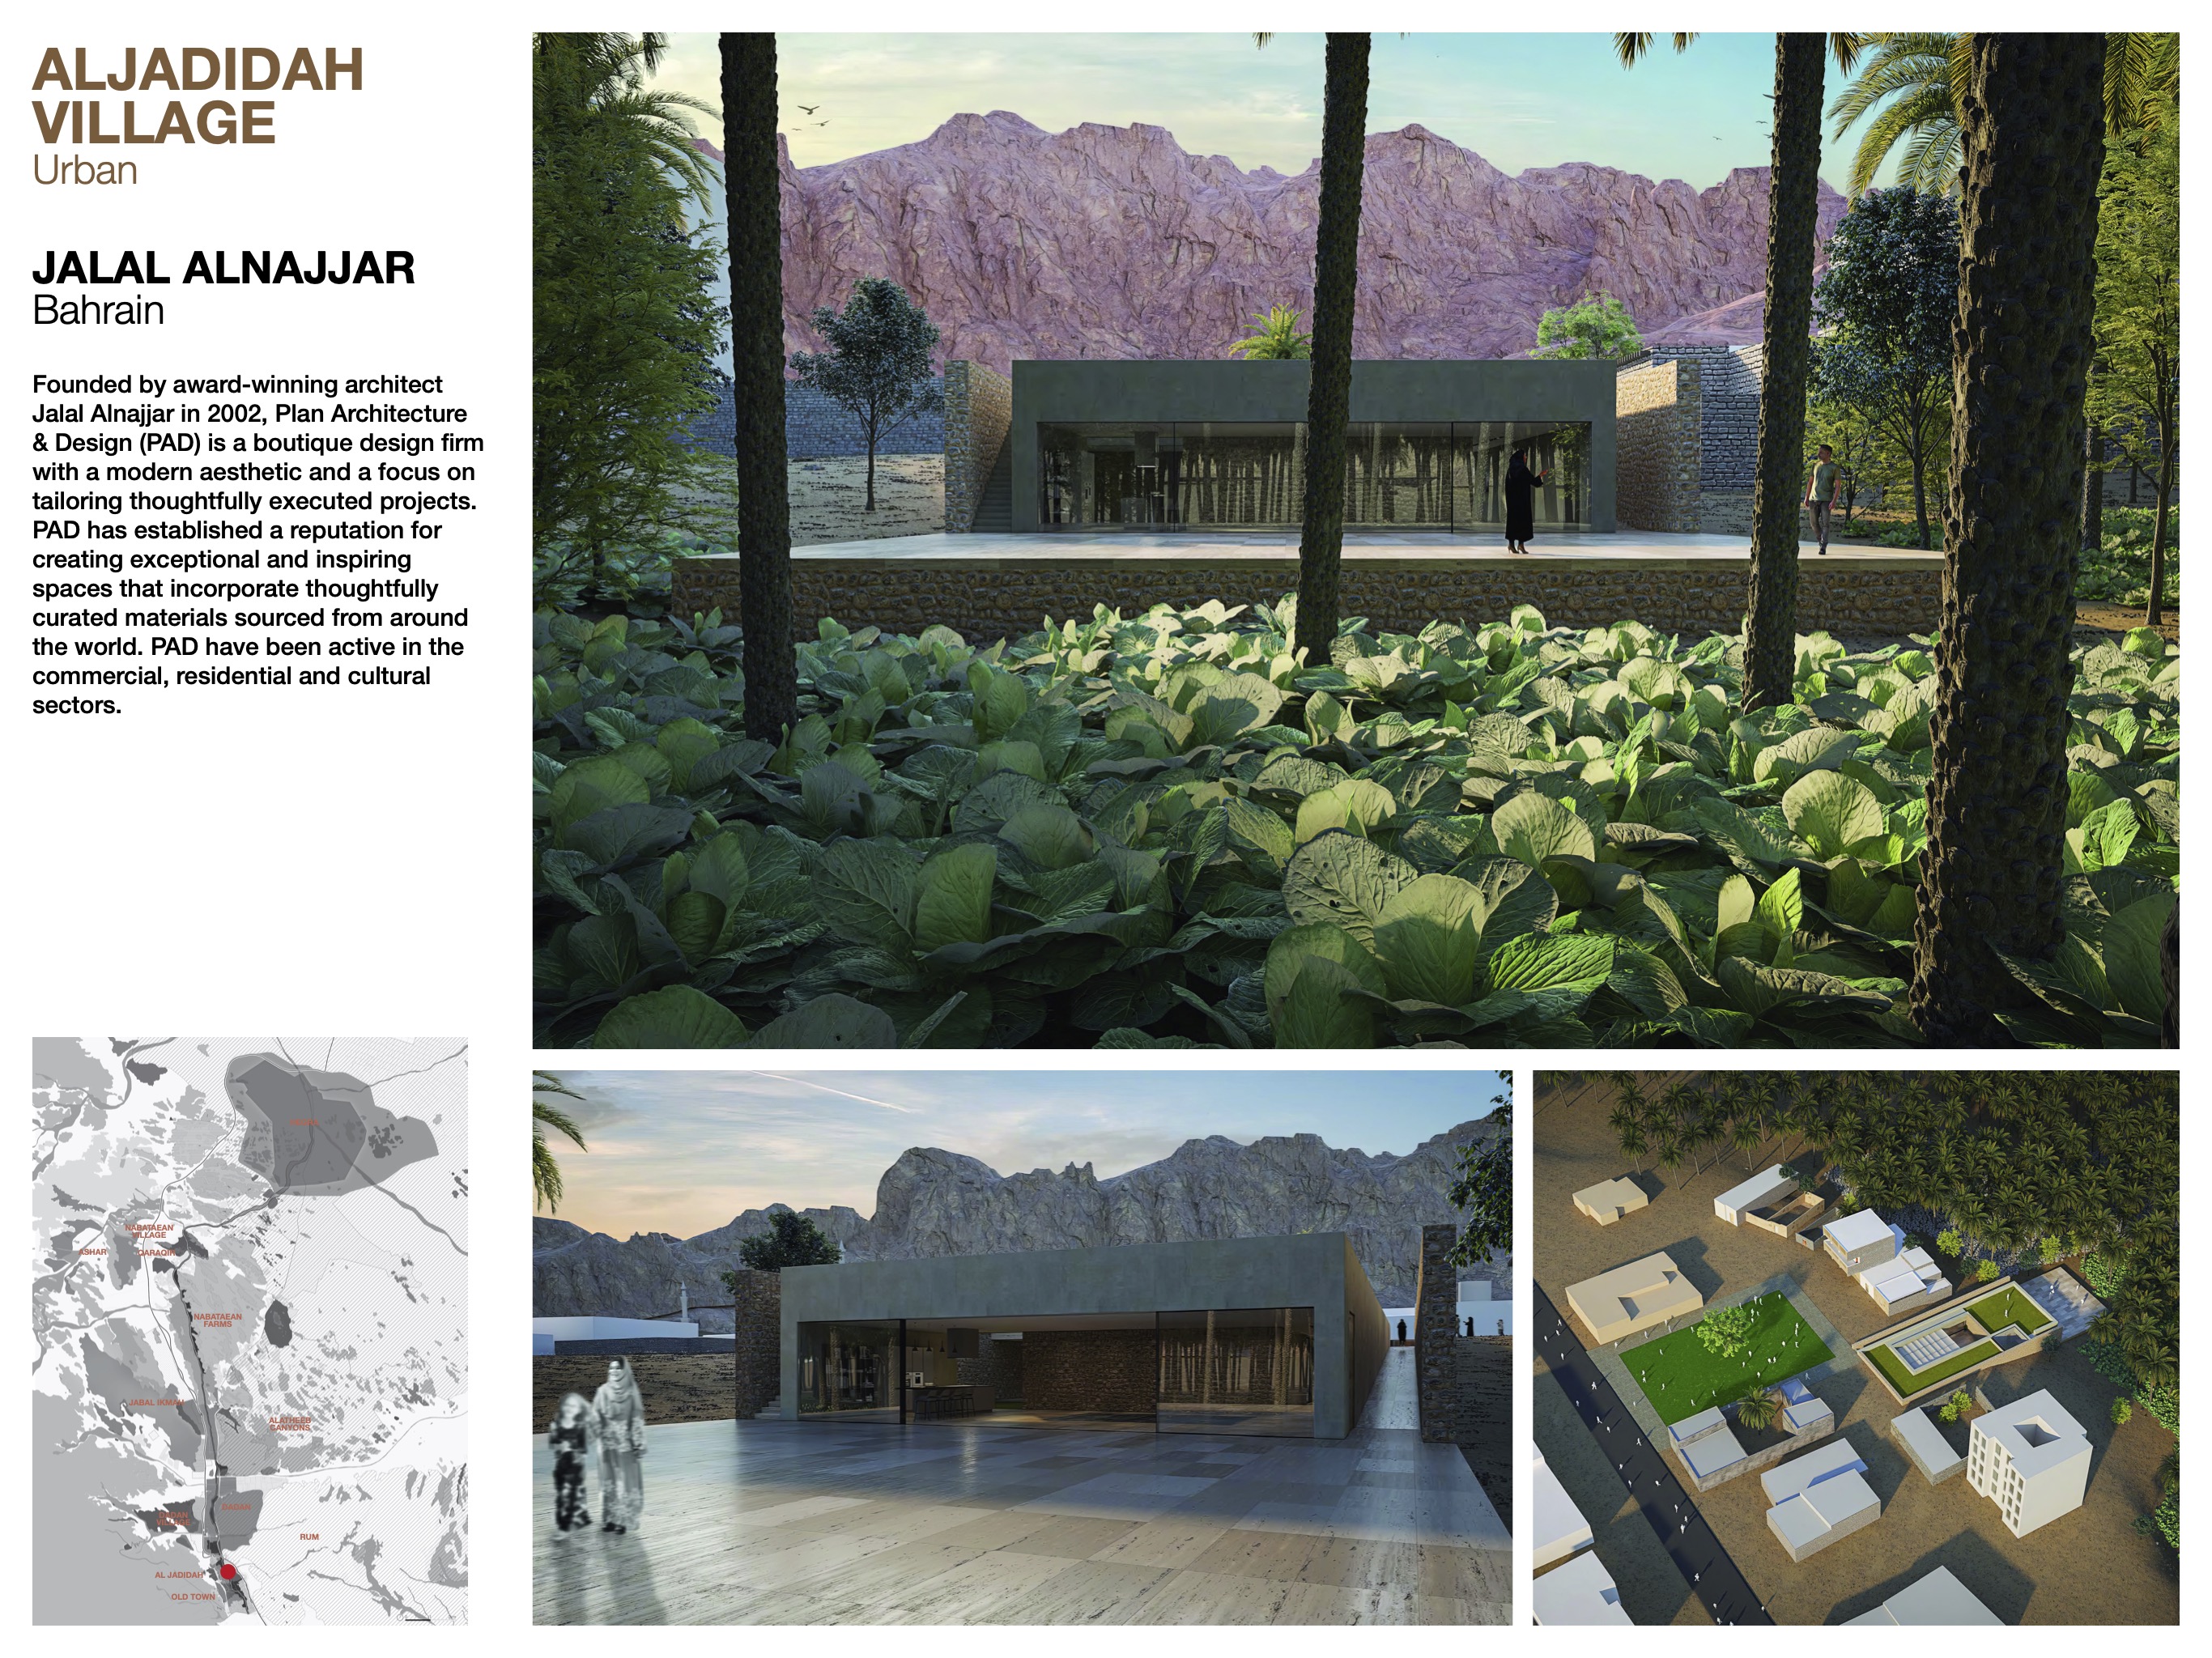 ALJADIDAH
VILLAGE
Urban
JALAL ALNAJJAR
Bahrain
Founded by award-winning architect
Jalal Alnajjar in 2002, Plan Architecture
& Design (PAD) is a boutique design firm
with a modern aesthetic and a focus on
tailoring thoughtfully executed projects.
PAD has established a reputation for
creating exceptional and inspiring
spaces that incorporate thoughtfully
curated materials sourced from around
the world. PAD have been active in the
commercial, residential and cultural
sectors.
NABATAEAN
VILLAGE
ASHAR
QARAQIR
NABATAEAN
FARMS
JABAL IKMAH
ALATHEEB
CANYONS
DADAN
DADAN
VILLAGE
RUM
AL JADIDAH
OLD TOWN